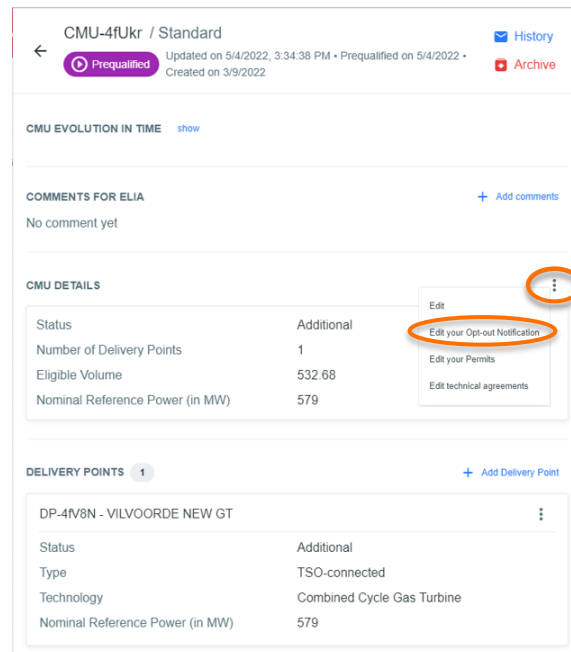 CMU-4fUkr / Standard
History
Prequalified
Updated on 5/4/2022, 3:34:38 PM • Prequalified on 5/4/2022 •
Created on 3/9/2022
Archive
CMU EVOLUTION IN TIME show
COMMENTS FOR ELIA
+ Add comments
No comment yet
CMU DETAILS
Edit
Edit your Opt-out Notification
Edit your Permits
Edit technical agreements
Status Additional
Number of Delivery Points 1
Eligible Volume 532.68
Nominal Reference Power (in MW) 579
DELIVERY POINTS 1
+ Add Delivery Point
DP-4fV8N - VILVOORDE NEW GT
Status Additional
Type TSO-connected
Technology Combined Cycle Gas Turbine
Nominal Reference Power (in MW) 579